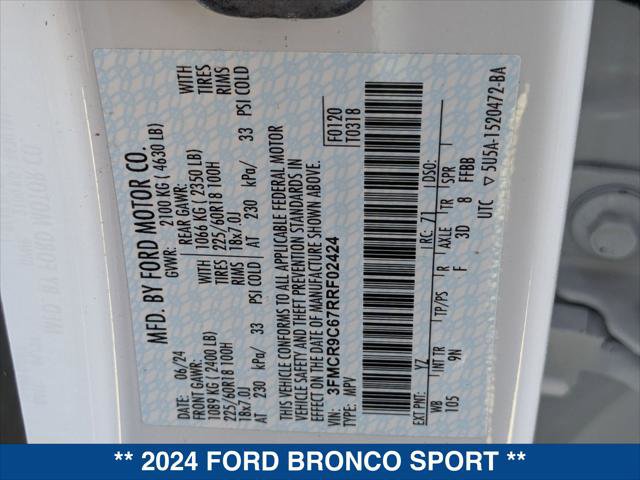 MFD. BY FORD MOTOR CO.
DATE: 06/24
GVWR: 2100 KG ( 4630 LB)
FRONT GAWR:
1089 KG ( 2400 LB)
225/60R18 100H
18x7.0J
AT 230 kPa/ 33 PSI COLD
WITH
TIRES
RIMS
REAR GAWR:
1066 KG ( 2350 LB)
225/60R18 100H
18x7.0J
AT 230 kPa/ 33 PSI COLD
WITH
TIRES
RIMS
THIS VEHICLE CONFORMS TO ALL APPLICABLE FEDERAL MOTOR
VEHICLE SAFETY AND THEFT PREVENTION STANDARDS IN
EFFECT ON THE DATE OF MANUFACTURE SHOWN ABOVE.
VIN: 3FMCR9C67RRF02424
TYPE: MPV
F0120
T0318
EXT PNT: YZ RC: 71 DSO:
WB INT TR TP/PS R AXLE TR SPR
105 9N F 3D 8 FFBB
UTC ▽ 5U5A-1520472-BA
** 2024 FORD BRONCO SPORT **